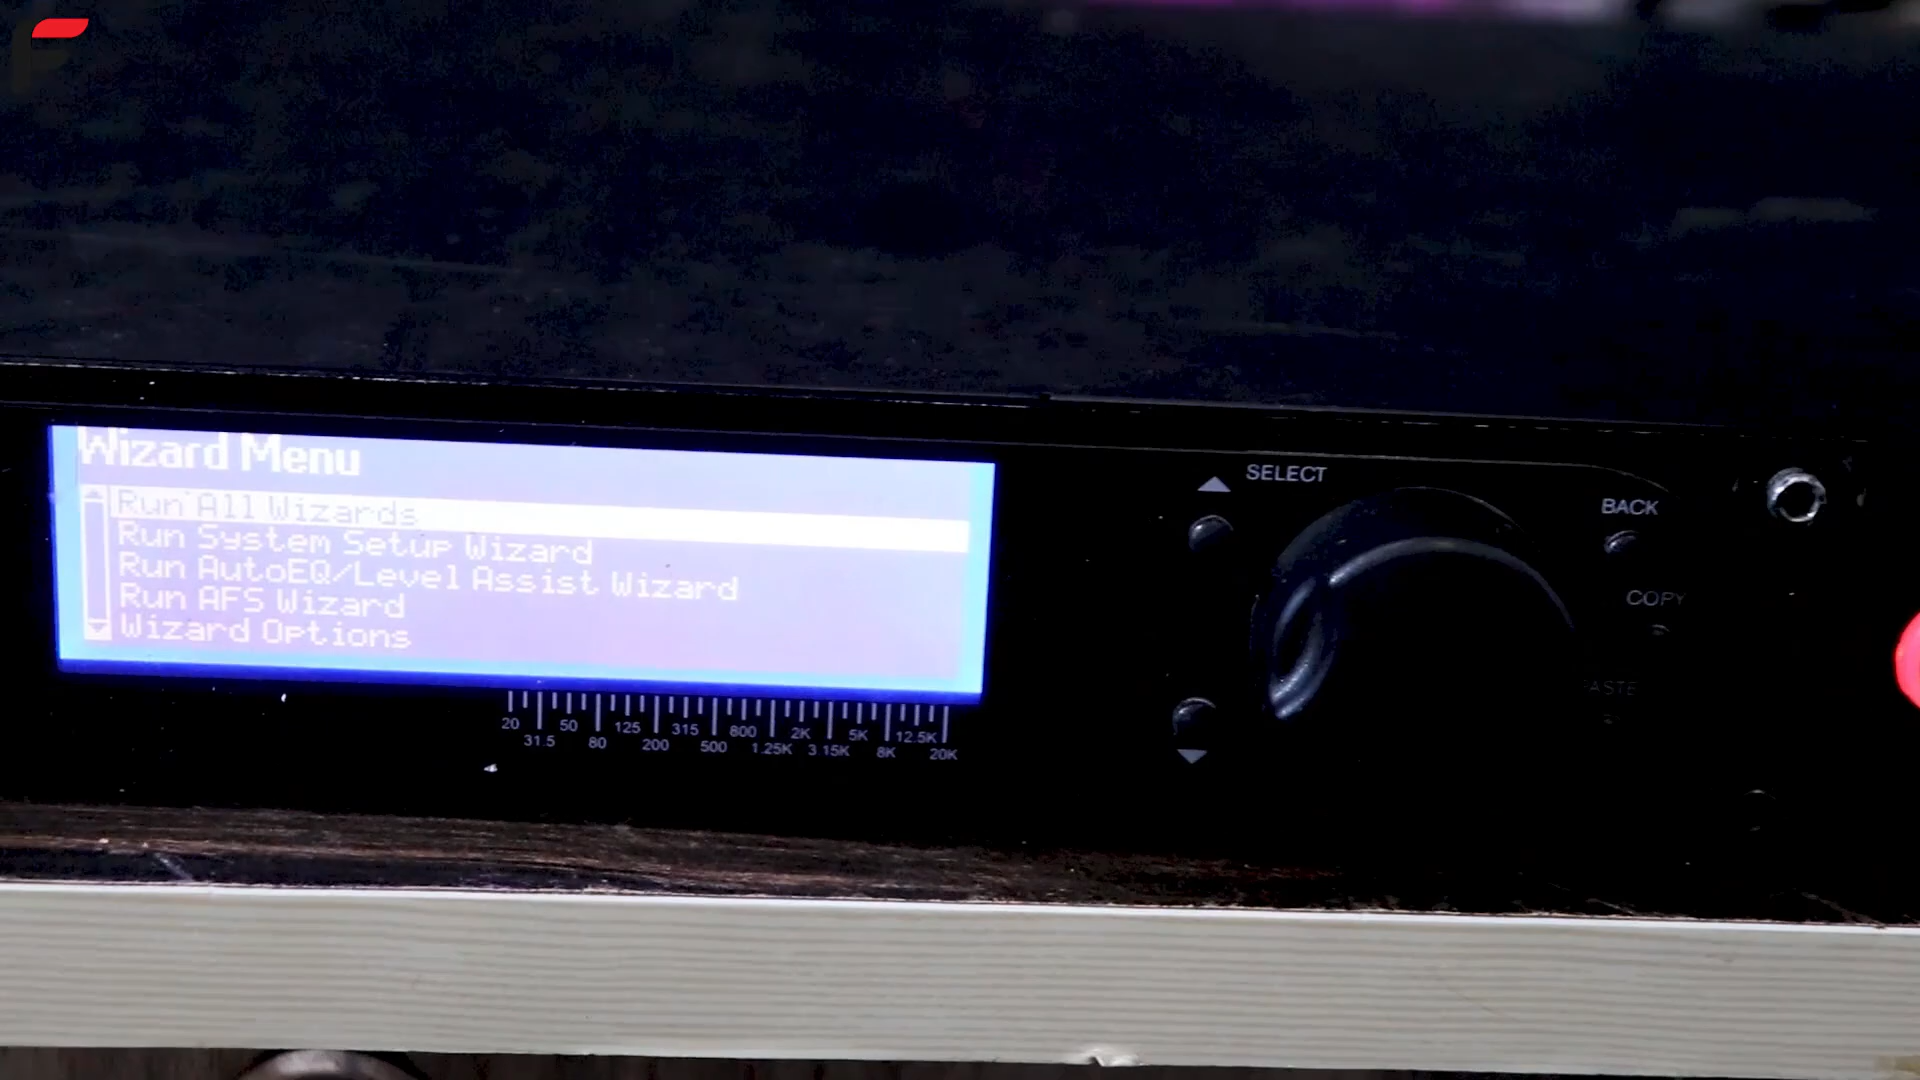 Wizard Menu
Run All Wizards
Run System Setup Wizard
Run AutoEQ/Level Assist Wizard
Run AFS Wizard
Wizard Options
SELECT
BACK
COPY
ASTE
20 50 125 315 800 2K 5K 12.5K
31.5 80 200 500 1.25K 3 15K 8K 20K